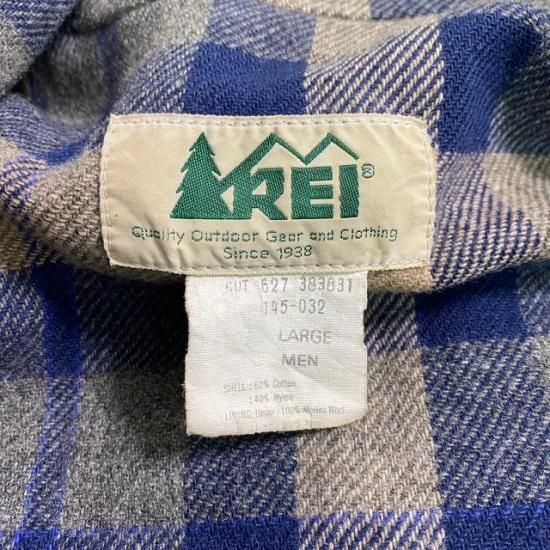 REI®
Quality Outdoor Gear and Clothing
Since 1938
CUT 627 383831
145-032
LARGE
MEN
SHELL: 60% Cotton
: 40% Nylon
LINING: Upper - 100% Merino Wool
100%